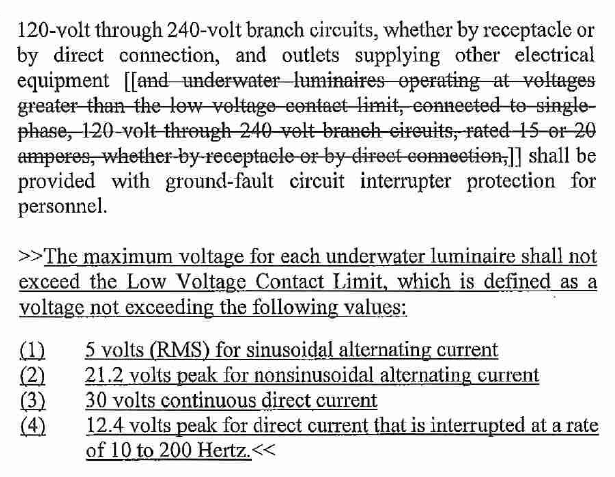 120-volt through 240-volt branch circuits, whether by receptacle or
by direct connection, and outlets supplying other electrical
equipment [[and underwater luminaires operating at voltages
greater than the low voltage contact limit, connected to single-
phase, 120 volt through 240 volt branch circuits, rated 15 or 20
amperes, whether by receptacle or by direct connection,]] shall be
provided with ground-fault circuit interrupter protection for
personnel.
>>The maximum voltage for each underwater luminaire shall not
exceed the Low Voltage Contact Limit, which is defined as a
voltage not exceeding the following values:
(1) 5 volts (RMS) for sinusoidal alternating current
(2) 21.2 volts peak for nonsinusoidal alternating current
(3) 30 volts continuous direct current
(4) 12.4 volts peak for direct current that is interrupted at a rate
of 10 to 200 Hertz.<<